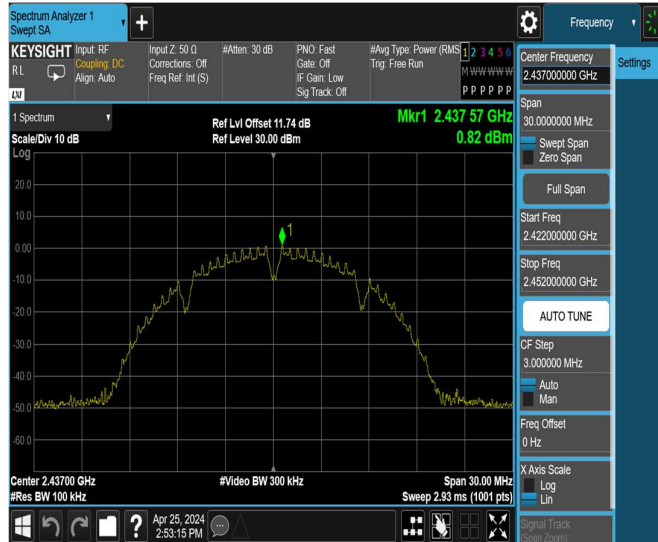 Spectrum Analyzer 1
Swept SA
+
Frequency
KEYSIGHT
RL
LXI
Input: RF
Coupling: DC
Align: Auto
Input Z: 50 Ω
Corrections: Off
Freq Ref: Int (S)
#Atten: 30 dB
PNO: Fast
Gate: Off
IF Gain: Low
Sig Track: Off
#Avg Type: Power (RMS
Trig: Free Run
1 2 3 4 5 6
M W W W W W
P P P P P P
1 Spectrum
Scale/Div 10 dB
Log
Ref Lvl Offset 11.74 dB
Ref Level 30.00 dBm
Mkr1 2.437 57 GHz
0.82 dBm
20.0
10.0
0.00
-10.0
-20.0
-30.0
-40.0
-50.0
-60.0
1
Center 2.43700 GHz
#Res BW 100 kHz
#Video BW 300 kHz
Span 30.00 MHz
Sweep 2.93 ms (1001 pts)
?
Apr 25, 2024
2:53:15 PM
Settings
Center Frequency
2.437000000 GHz
Span
30.0000000 MHz
Swept Span
Zero Span
Full Span
Start Freq
2.422000000 GHz
Stop Freq
2.452000000 GHz
AUTO TUNE
CF Step
3.000000 MHz
Auto
Man
Freq Offset
0 Hz
X Axis Scale
Log
Lin
Signal Track
(Span Zoom)